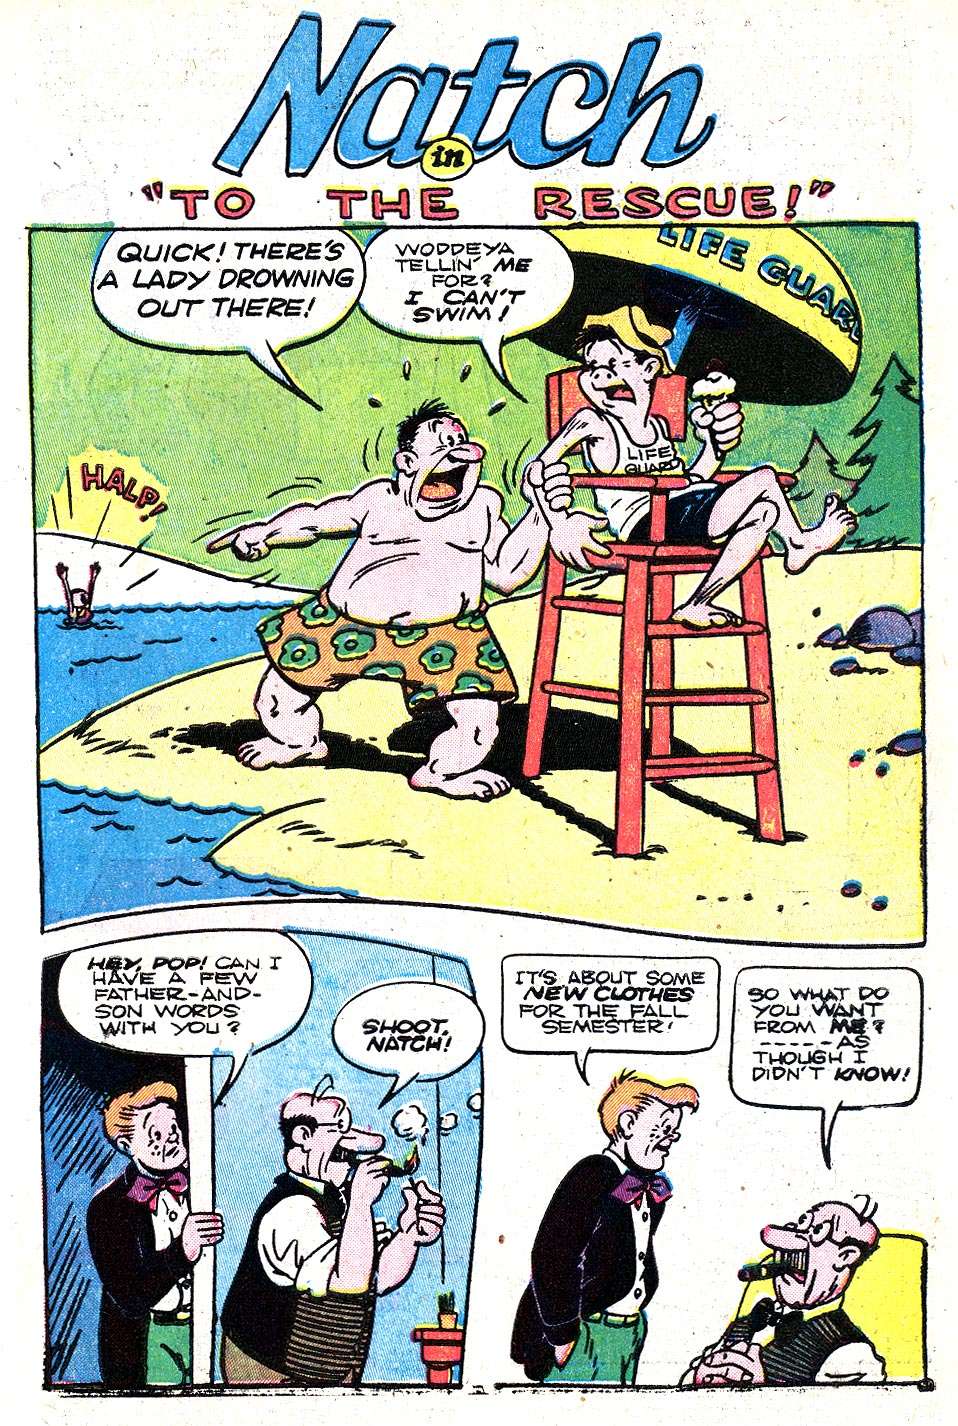 Natch
in
"TO THE RESCUE!"
QUICK! THERE'S
A LADY DROWNING
OUT THERE!
WODDEYA
TELLIN' ME
FOR?
I CAN'T
SWIM!
LIFE GUARD
HALP!
LIFE
GUARD
HEY, POP! CAN I
HAVE A FEW
FATHER-AND-
SON WORDS
WITH YOU?
SHOOT,
NATCH!
IT'S ABOUT SOME
NEW CLOTHES
FOR THE FALL
SEMESTER!
SO WHAT DO
YOU WANT
FROM ME?
-----AS
THOUGH I
DIDN'T KNOW!